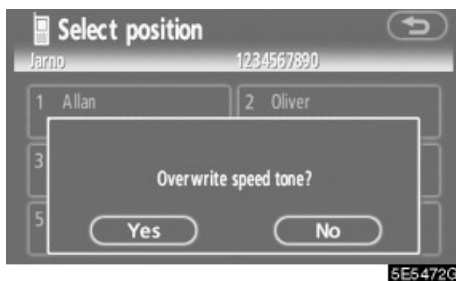 Select position
Jarno 1234567890
1 Allan 2 Oliver
3
Overwrite speed tone?
5
Yes No
5E5472G